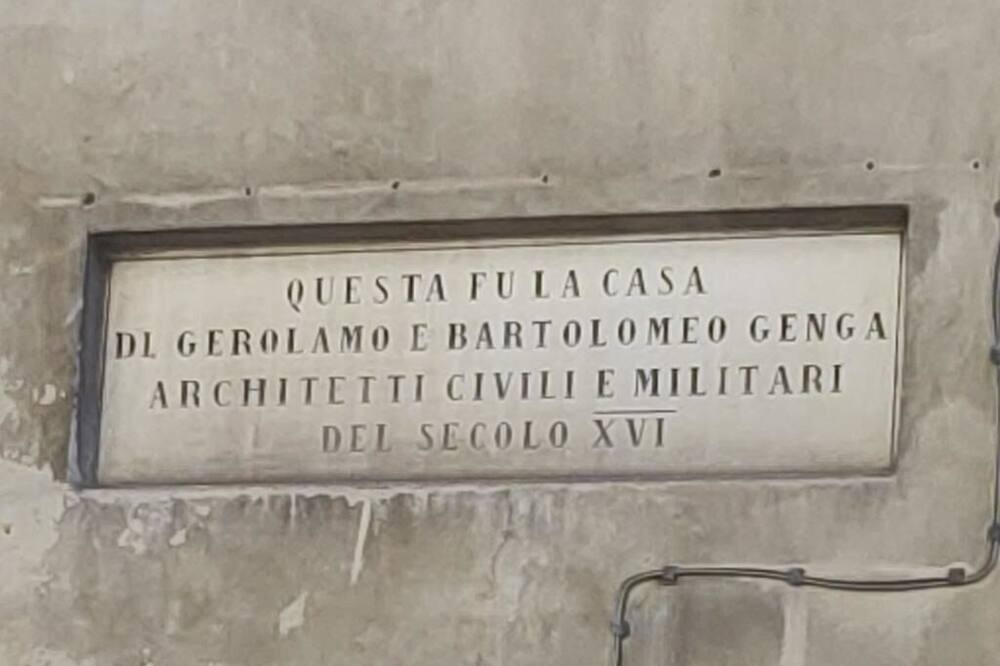 QUESTA FU LA CASA
DI GEROLAMO E BARTOLOMEO GENGA
ARCHITETTI CIVILI E MILITARI
DEL SECOLO XVI